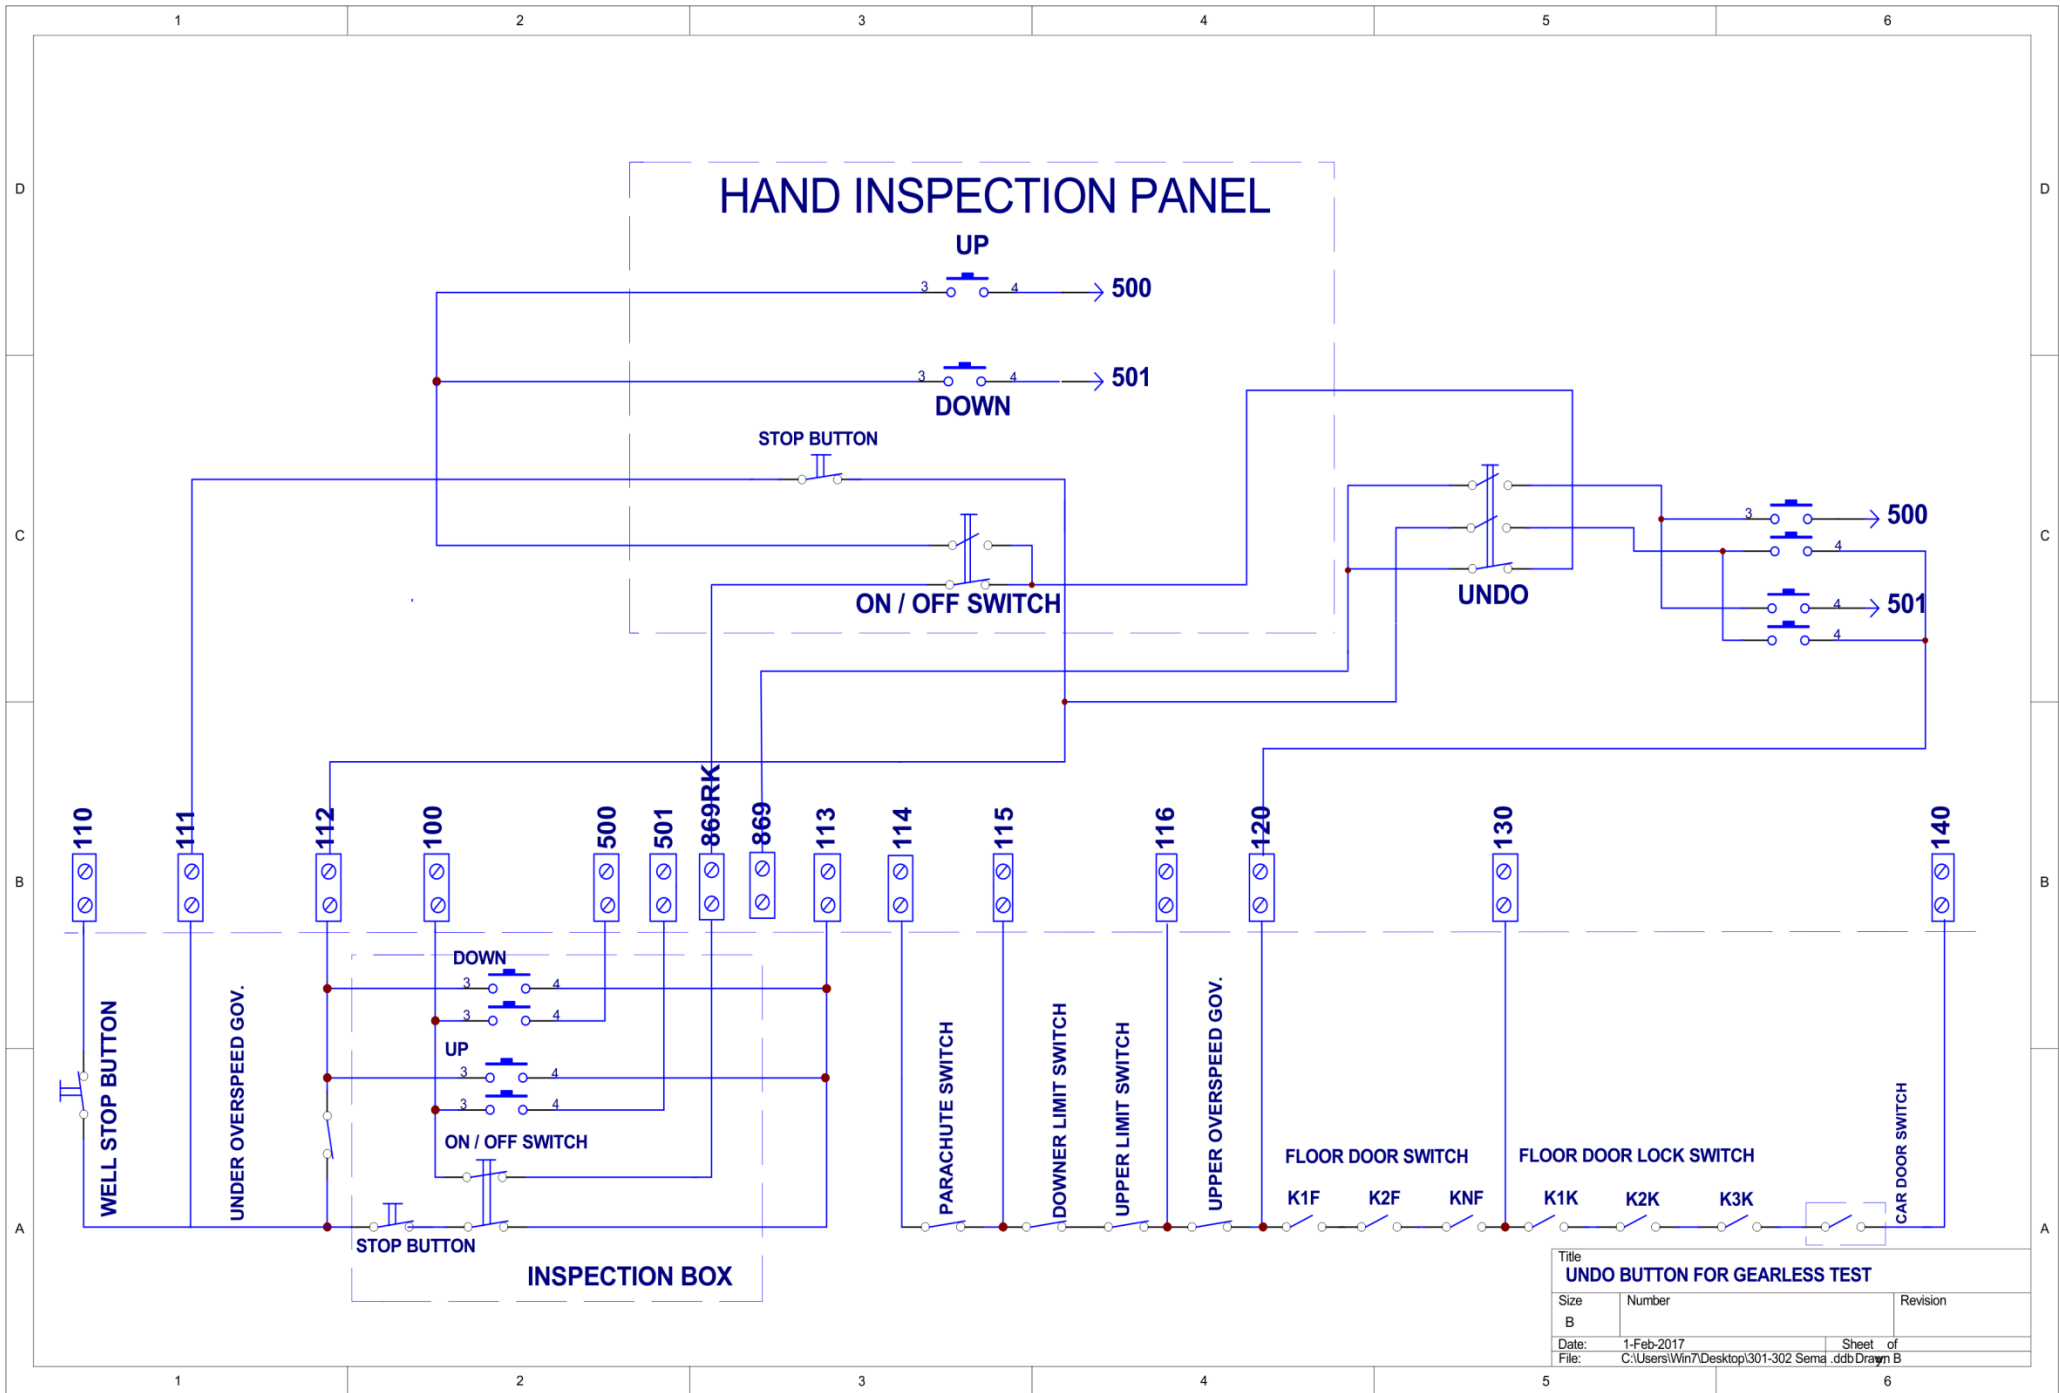 1 2 3 4 5 6
D D
HAND INSPECTION PANEL
UP
3 4 500
3 4 501
DOWN
STOP BUTTON
C C
3 500
4
ON / OFF SWITCH
UNDO
4 501
4
110 111 112 100 500 501 869RK 869 113 114 115 116 120 130 140
B B
DOWN
3 4
3 4
UP
3 4
3 4
ON / OFF SWITCH
WELL STOP BUTTON
UNDER OVERSPEED GOV.
PARACHUTE SWITCH
DOWNER LIMIT SWITCH
UPPER LIMIT SWITCH
UPPER OVERSPEED GOV.
FLOOR DOOR SWITCH
FLOOR DOOR LOCK SWITCH
K1F K2F KNF K1K K2K K3K
CAR DOOR SWITCH
A A
STOP BUTTON
INSPECTION BOX
Title
UNDO BUTTON FOR GEARLESS TEST
Size Number Revision
B
Date: 1-Feb-2017 Sheet of
File: C:\Users\Win7\Desktop\301-302 Sema .ddb B
1 2 3 4 5 6